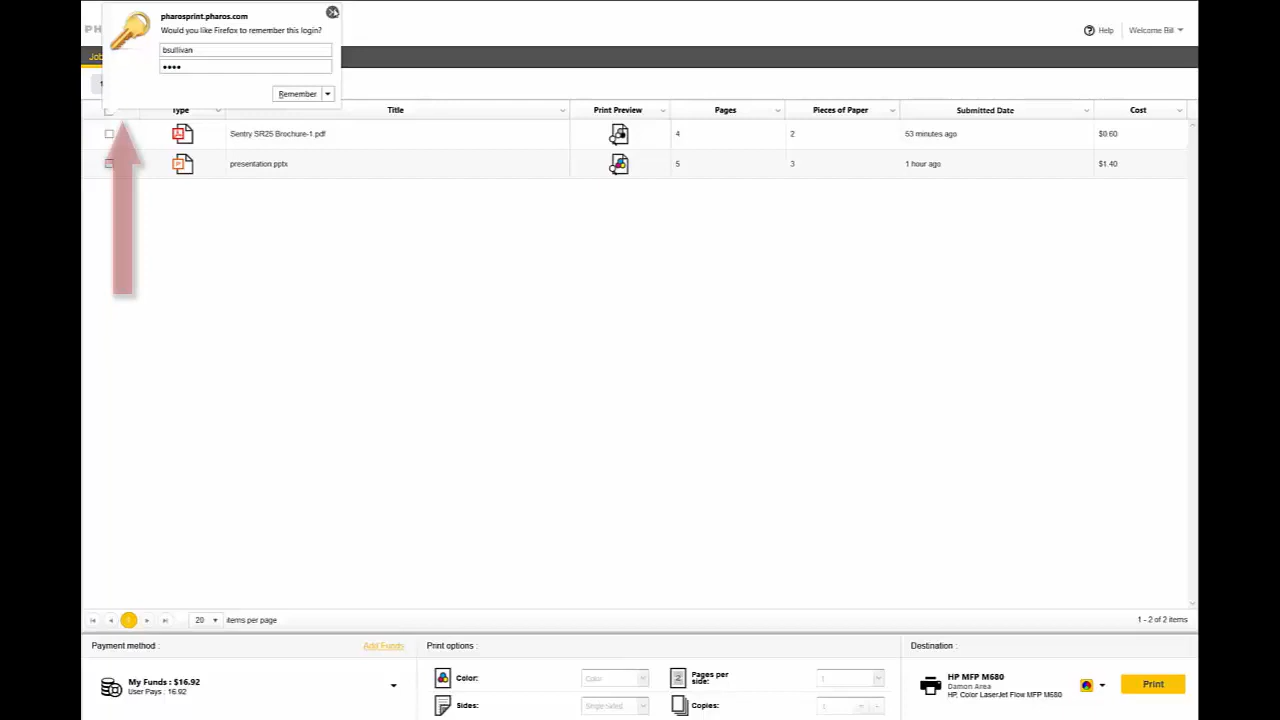 pharosprint.pharos.com
Would you like Firefox to remember this login?
bsullivan
••••
Remember
PH
Help
Welcome Bill
Type Title Print Preview Pages Pieces of Paper Submitted Date Cost
Sentry SR25 Brochure-1.pdf 4 2 53 minutes ago $0.60
presentation.pptx 5 3 1 hour ago $1.40
1
20 items per page
1 - 2 of 2 items
Payment method :
Add Funds
My Funds : $16.92
User Pays : 16.92
Print options :
Color: Color
Pages per side: 1
Sides: Single sided
Copies: 1
Destination :
HP MFP M680
Damon Area
HP, Color LaserJet Flow MFP M680
Print